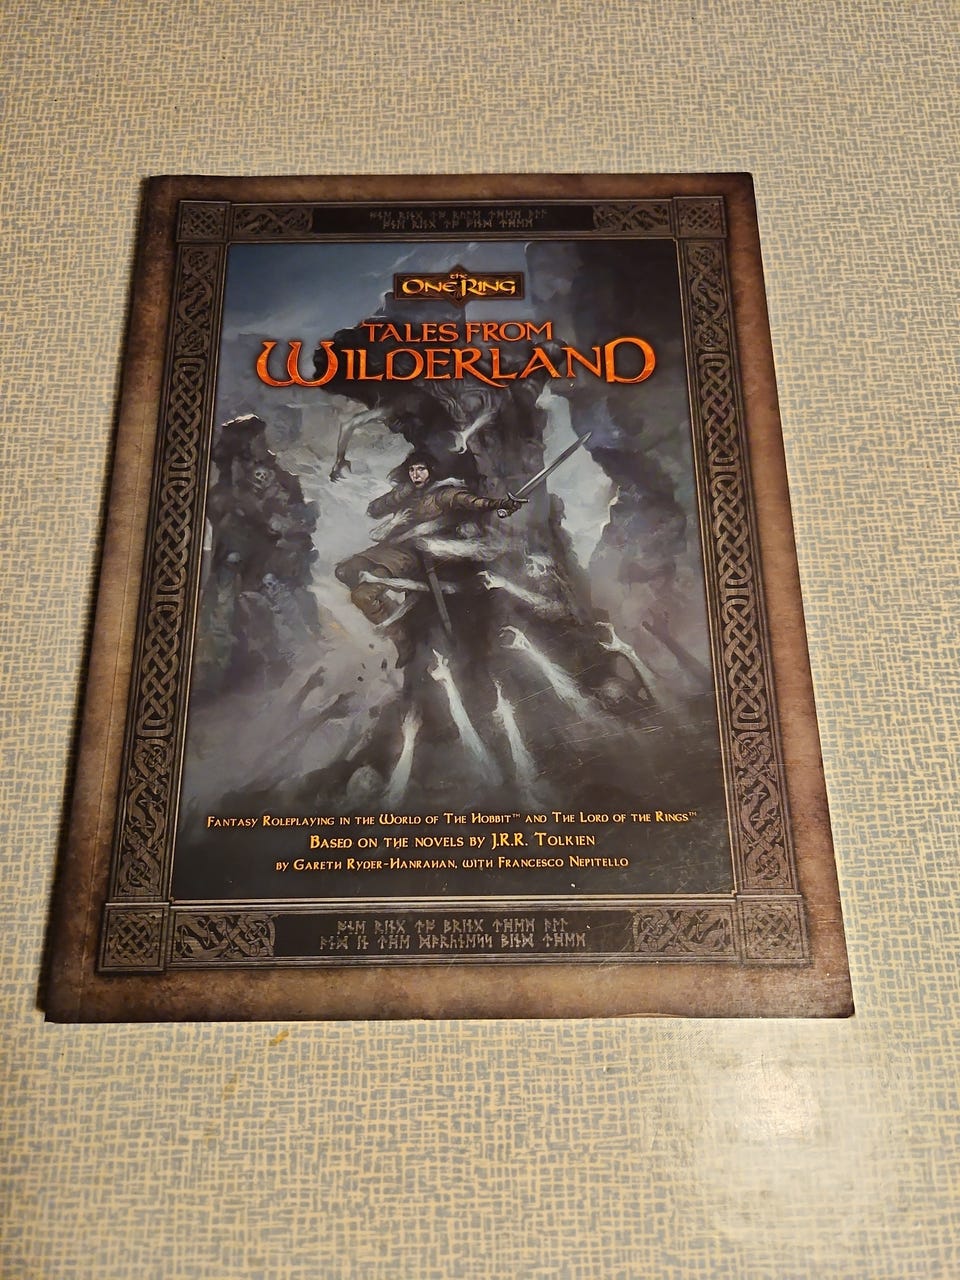 the
ONE RING
TALES FROM
WILDERLAND
FANTASY ROLEPLAYING IN THE WORLD OF THE HOBBIT™ AND THE LORD OF THE RINGS™
BASED ON THE NOVELS BY J.R.R. TOLKIEN
BY GARETH RYDER-HANRAHAN, WITH FRANCESCO NEPITELLO